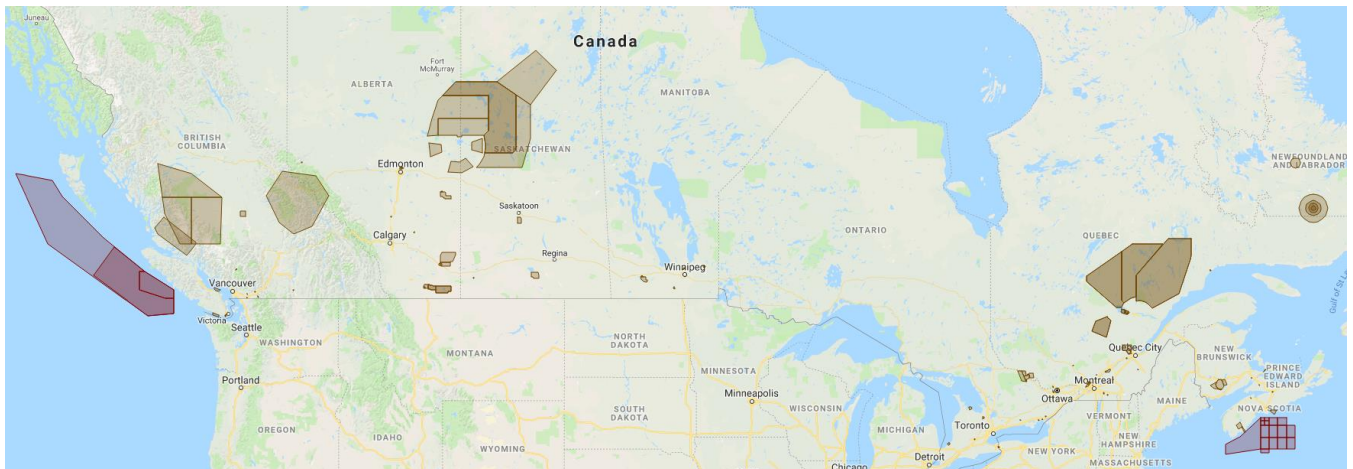 Juneau
Canada
Fort
McMurray
ALBERTA
MANITOBA
BRITISH
COLUMBIA
SASKATCHEWAN
NEWFOUNDLAND
AND LABRADOR
Edmonton
Saskatoon
Calgary
Regina
ONTARIO
QUEBEC
Winnipeg
Vancouver
Victoria
Seattle
WASHINGTON
Gulf of St
NORTH
DAKOTA
MONTANA
Quebec City
NEW
BRUNSWICK
PRINCE
EDWARD
ISLAND
Portland
MINNESOTA
Minneapolis
Montreal
Ottawa
MAINE
NOVA SCOTIA
SOUTH
DAKOTA
WISCONSIN
OREGON
IDAHO
MICHIGAN
Toronto
VERMONT
NEW
HAMPSHIRE
WYOMING
NEW YORK
Detroit
MASSACHUSETTS
Chicago